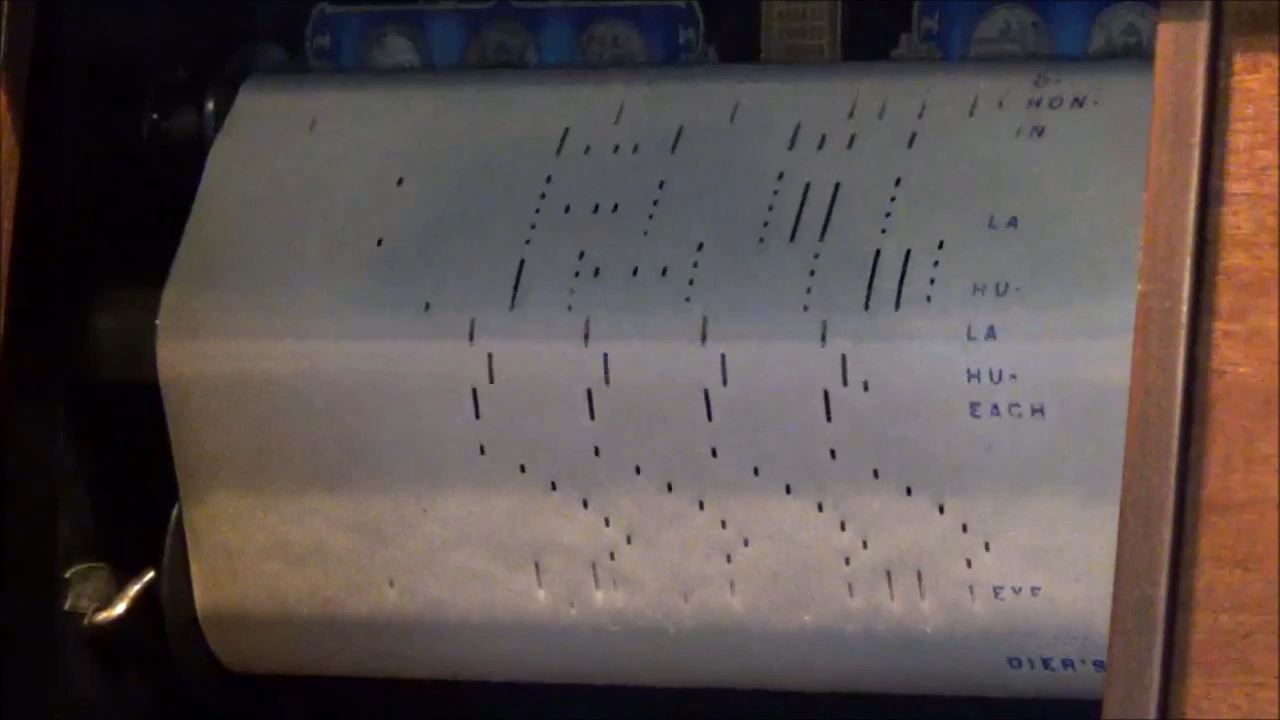 HON-
IN
LA
HU-
LA
HU-
EACH
EVE
DIER'S